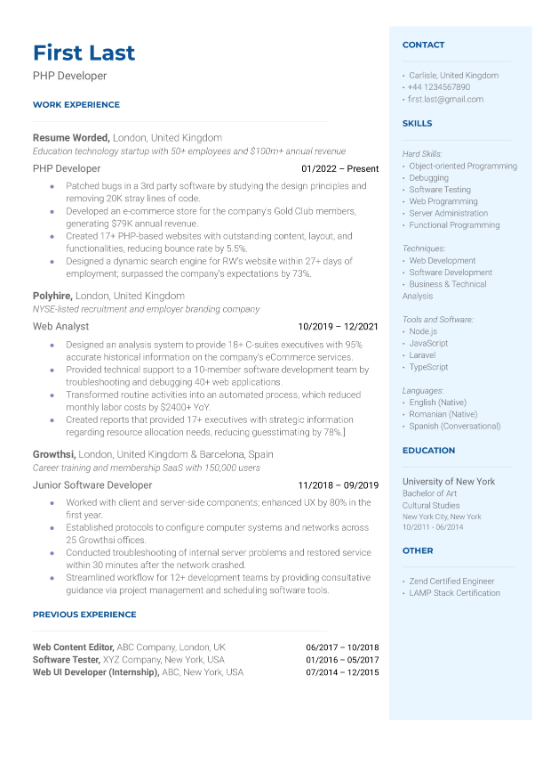 First Last
PHP Developer
WORK EXPERIENCE
Resume Worded, London, United Kingdom
Education technology startup with 50+ employees and $100m+ annual revenue
PHP Developer 01/2022 – Present
• Patched bugs in a 3rd party software by studying the design principles and
removing 20K stray lines of code.
• Developed an e-commerce store for the company's Gold Club members,
generating $79K annual revenue.
• Created 17+ PHP-based websites with outstanding content, layout, and
functionalities, reducing bounce rate by 5.5%.
• Designed a dynamic search engine for RW's website within 27+ days of
employment; surpassed the company's expectations by 73%.
Polyhire, London, United Kingdom
NYSE-listed recruitment and employer branding company
Web Analyst 10/2019 – 12/2021
• Designed an analysis system to provide 18+ C-suites executives with 95%
accurate historical information on the company's eCommerce services.
• Provided technical support to a 10-member software development team by
troubleshooting and debugging 40+ web applications.
• Transformed routine activities into an automated process, which reduced
monthly labor costs by $2400+ YoY.
• Created reports that provided 17+ executives with strategic information
regarding resource allocation needs, reducing guesstimating by 78%.]
Growthsi, London, United Kingdom & Barcelona, Spain
Career training and membership SaaS with 150,000 users
Junior Software Developer 11/2018 – 09/2019
• Worked with client and server-side components; enhanced UX by 80% in the
first year.
• Established protocols to configure computer systems and networks across
25 Growthsi offices.
• Conducted troubleshooting of internal server problems and restored service
within 30 minutes after the network crashed.
• Streamlined workflow for 12+ development teams by providing consultative
guidance via project management and scheduling software tools.
PREVIOUS EXPERIENCE
Web Content Editor, ABC Company, London, UK 06/2017 – 10/2018
Software Tester, XYZ Company, New York, USA 01/2016 – 05/2017
Web UI Developer (Internship), ABC, New York, USA 07/2014 – 12/2015
CONTACT
• Carlisle, United Kingdom
• +44 1234567890
• first.last@gmail.com
SKILLS
Hard Skills:
• Object-oriented Programming
• Debugging
• Software Testing
• Web Programming
• Server Administration
• Functional Programming
Techniques:
• Web Development
• Software Development
• Business & Technical
Analysis
Tools and Software:
• Node.js
• JavaScript
• Laravel
• TypeScript
Languages:
• English (Native)
• Romanian (Native)
• Spanish (Conversational)
EDUCATION
University of New York
Bachelor of Art
Cultural Studies
New York City, New York
10/2011 - 06/2014
OTHER
• Zend Certified Engineer
• LAMP Stack Certification